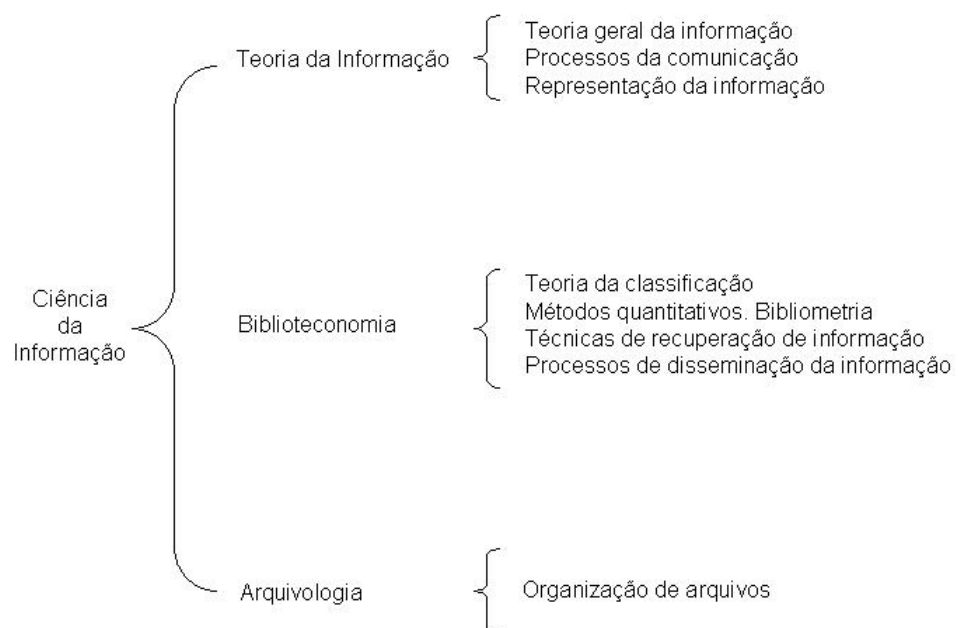 Teoria da Informação
Teoria geral da informação
Processos da comunicação
Representação da informação
Ciência
da
Informação
Biblioteconomia
Teoria da classificação
Métodos quantitativos. Bibliometria
Técnicas de recuperação de informação
Processos de disseminação da informação
Arquivologia
Organização de arquivos